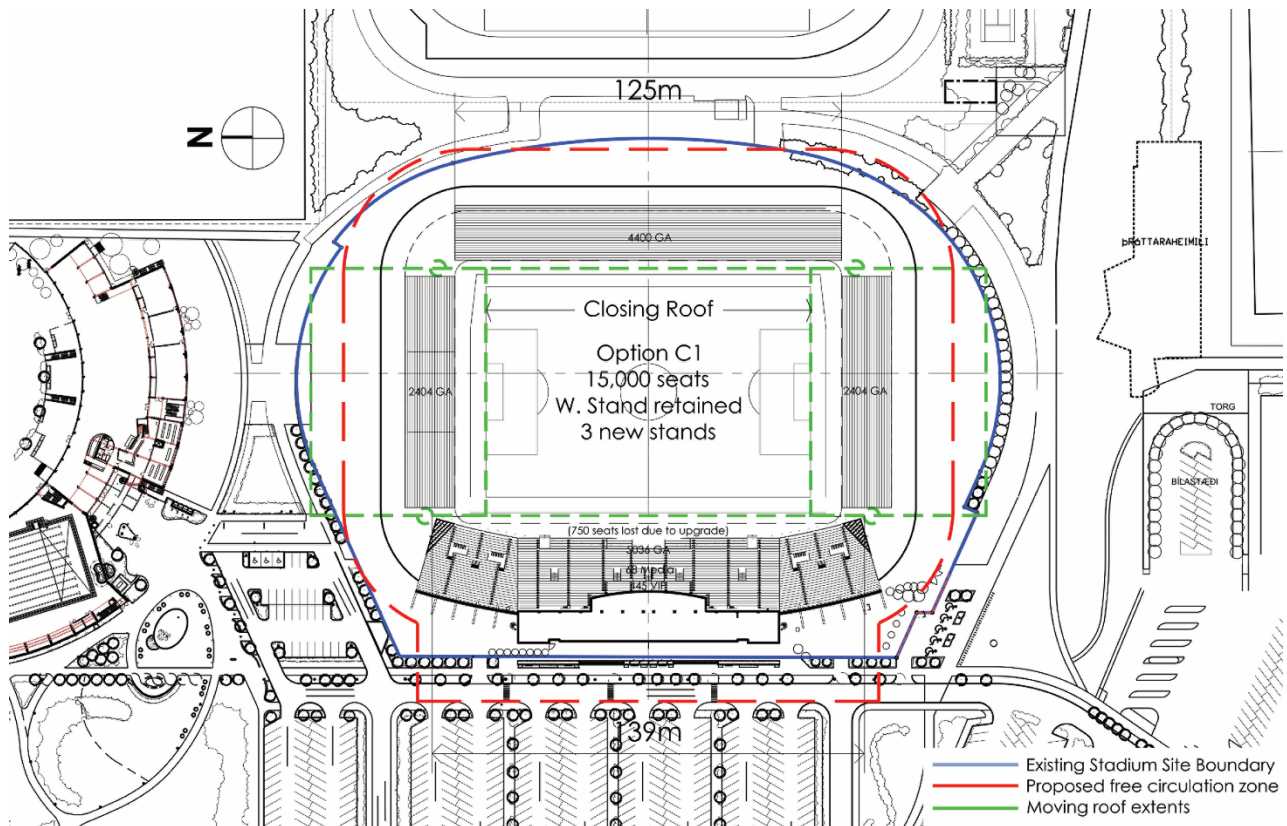 125m
N
4400 GA
ÞRÓTTARAHEIMILI
Closing Roof
Option C1
15,000 seats
W. Stand retained
3 new stands
2404 GA
2404 GA
TORG
BÍLASTÆÐI
(750 seats lost due to upgrade)
5036 GA
68 Media
445 VIP
139m
Existing Stadium Site Boundary
Proposed free circulation zone
Moving roof extents